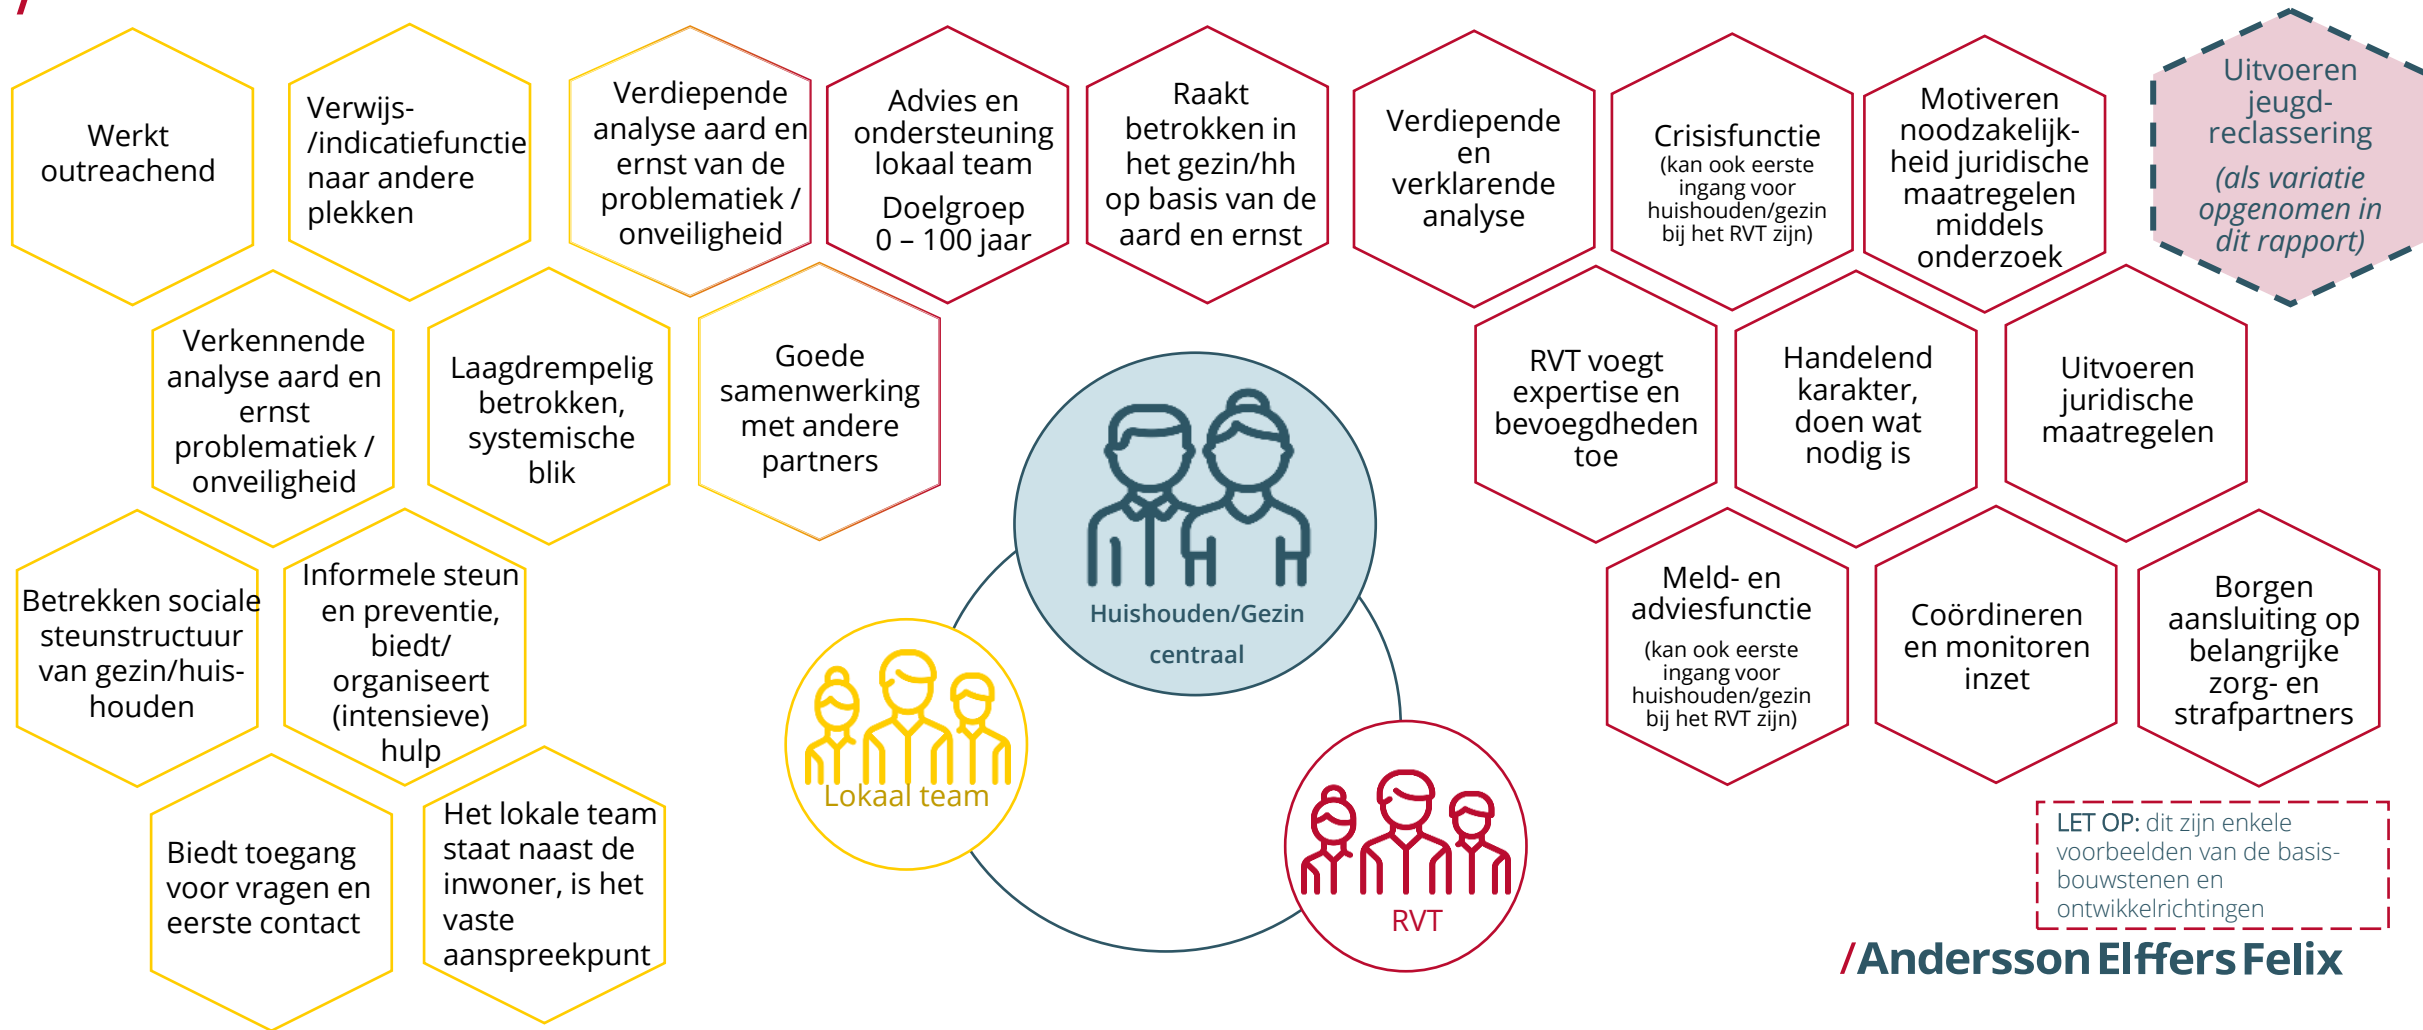 /
Werkt
outreachend
Verwijs-
/indicatiefunctie
naar andere
plekken
Verdiepende
analyse aard en
ernst van de
problematiek /
onveiligheid
Advies en
ondersteuning
lokaal team
Doelgroep
0 – 100 jaar
Raakt
betrokken in
het gezin/hh
op basis van de
aard en ernst
Verdiepende
en
verklarende
analyse
Crisisfunctie
(kan ook eerste
ingang voor
huishouden/gezin
bij het RVT zijn)
Motiveren
noodzakelijk-
heid juridische
maatregelen
middels
onderzoek
Uitvoeren
jeugd-
reclassering
(als variatie
opgenomen in
dit rapport)
Verkennende
analyse aard en
ernst
problematiek /
onveiligheid
Laagdrempelig
betrokken,
systemische
blik
Goede
samenwerking
met andere
partners
RVT voegt
expertise en
bevoegdheden
toe
Handelend
karakter,
doen wat
nodig is
Uitvoeren
juridische
maatregelen
Huishouden/Gezin
centraal
Betrekken sociale
steunstructuur
van gezin/huis-
houden
Informele steun
en preventie,
biedt/
organiseert
(intensieve)
hulp
Meld- en
adviesfunctie
(kan ook eerste
ingang voor
huishouden/gezin
bij het RVT zijn)
Coördineren
en monitoren
inzet
Borgen
aansluiting op
belangrijke
zorg- en
strafpartners
Lokaal team
RVT
Biedt toegang
voor vragen en
eerste contact
Het lokale team
staat naast de
inwoner, is het
vaste
aanspreekpunt
LET OP: dit zijn enkele
voorbeelden van de basis-
bouwstenen en
ontwikkelrichtingen
/Andersson Elffers Felix